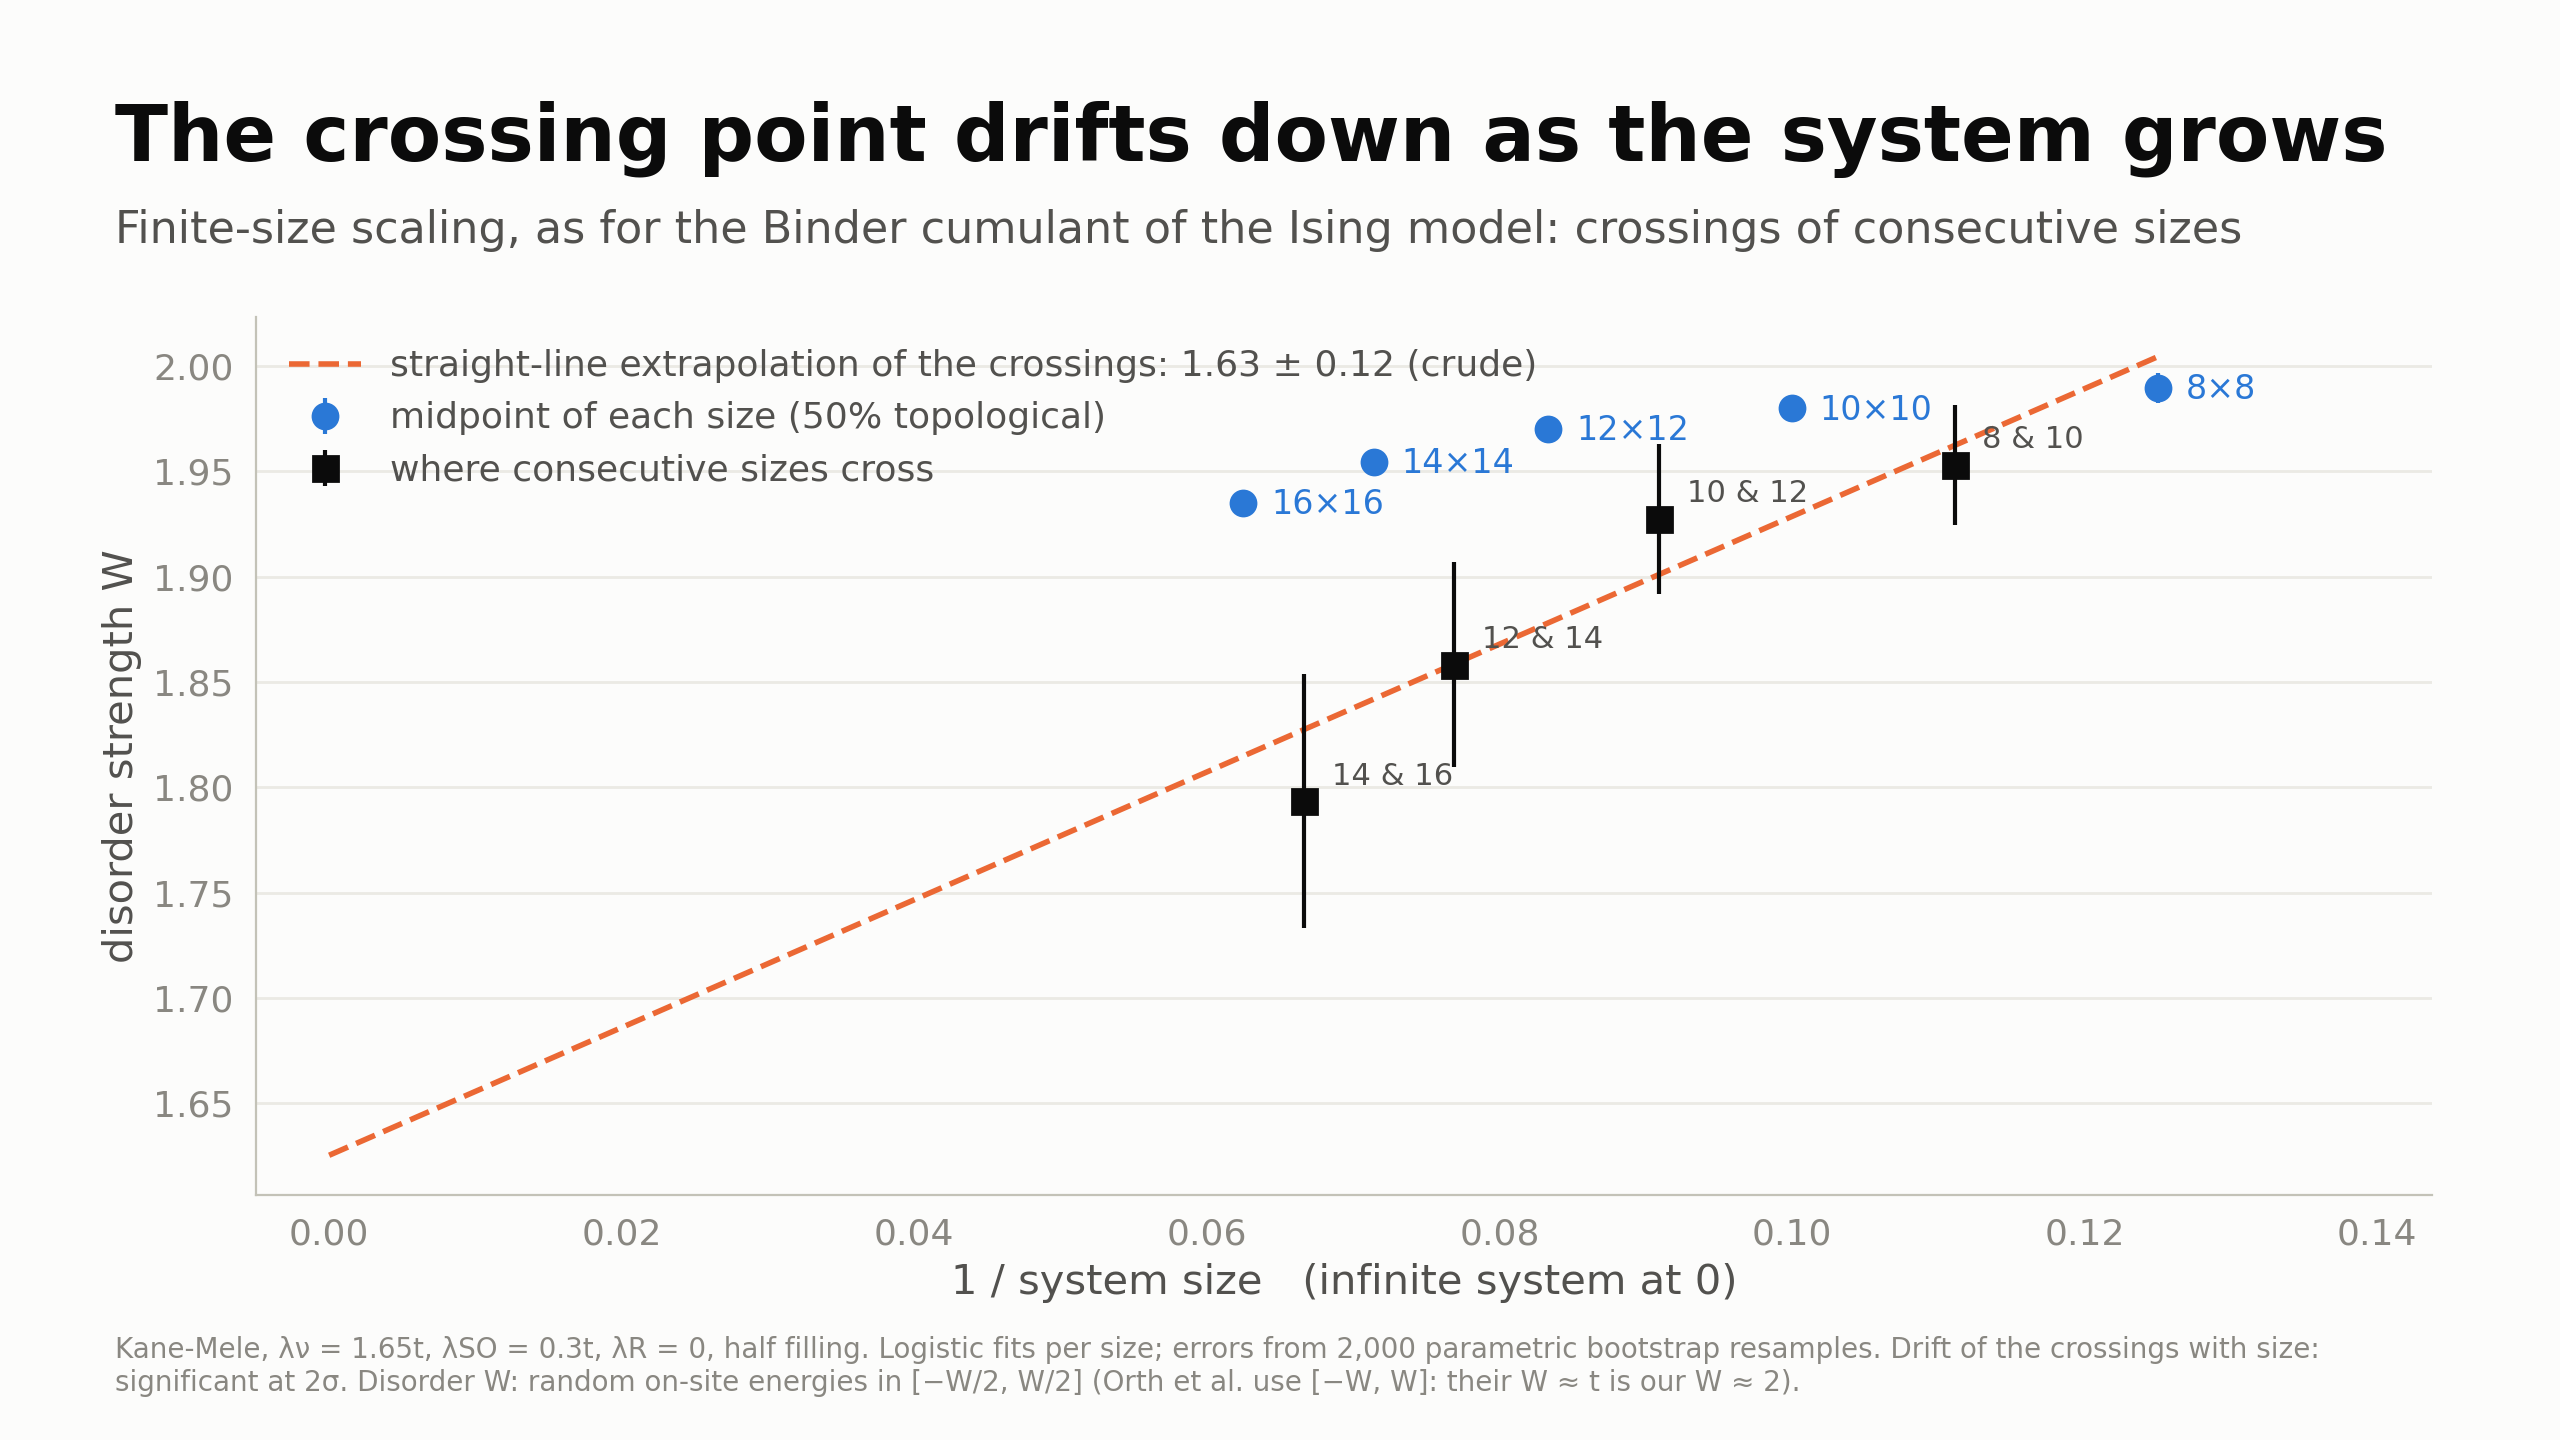 The crossing point drifts down as the system grows
Finite-size scaling, as for the Binder cumulant of the Ising model: crossings of consecutive sizes
straight-line extrapolation of the crossings: 1.63 ± 0.12 (crude)
midpoint of each size (50% topological)
where consecutive sizes cross
disorder strength W
2.00
1.95
1.90
1.85
1.80
1.75
1.70
1.65
8×8
10×10
12×12
14×14
16×16
8 & 10
10 & 12
12 & 14
14 & 16
0.00 0.02 0.04 0.06 0.08 0.10 0.12 0.14
1 / system size (infinite system at 0)
Kane-Mele, λν = 1.65t, λSO = 0.3t, λR = 0, half filling. Logistic fits per size; errors from 2,000 parametric bootstrap resamples. Drift of the crossings with size:
significant at 2σ. Disorder W: random on-site energies in [−W/2, W/2] (Orth et al. use [−W, W]: their W ≈ t is our W ≈ 2).